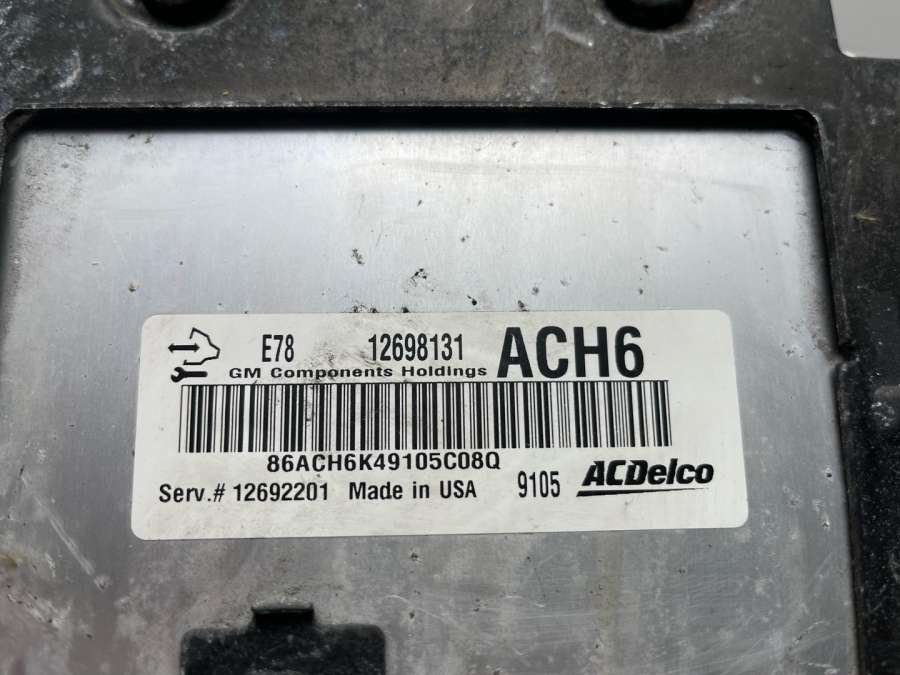 E78 12698131 ACH6
GM Components Holdings
86ACH6K49105C08Q
Serv.# 12692201 Made in USA 9105 ACDelco